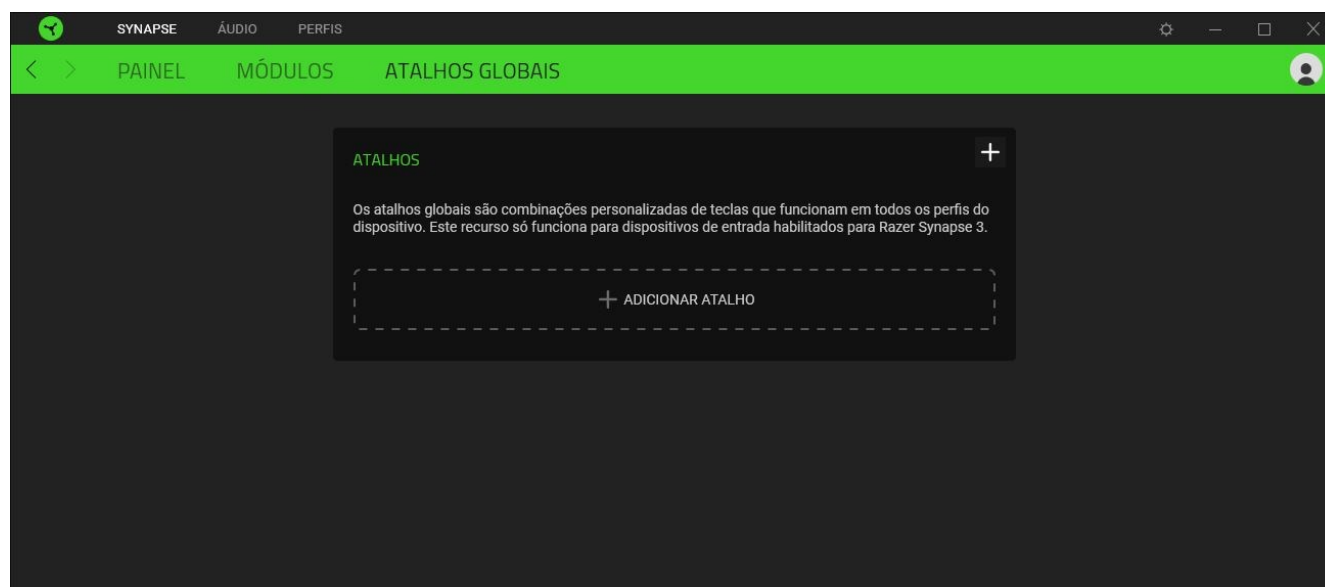 SYNAPSE ÁUDIO PERFIS
PAINEL MÓDULOS ATALHOS GLOBAIS
ATALHOS
Os atalhos globais são combinações personalizadas de teclas que funcionam em todos os perfis do
dispositivo. Este recurso só funciona para dispositivos de entrada habilitados para Razer Synapse 3.
ADICIONAR ATALHO